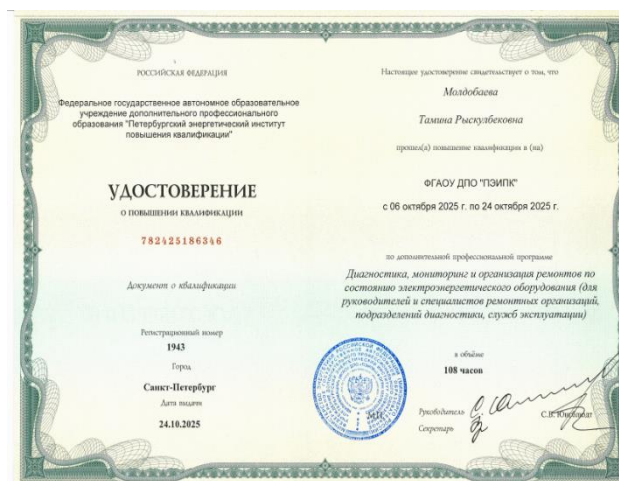 РОССИЙСКАЯ ФЕДЕРАЦИЯ
Федеральное государственное автономное образовательное
учреждение дополнительного профессионального
образования "Петербургский энергетический институт
повышения квалификации"
УДОСТОВЕРЕНИЕ
О ПОВЫШЕНИИ КВАЛИФИКАЦИИ
782425186346
Документ о квалификации
Регистрационный номер
1943
Город
Санкт-Петербург
Дата выдачи
24.10.2025
Настоящее удостоверение свидетельствует о том, что
Молдобаева
Тамина Рыскулбековна
прошел(а) повышение квалификации в (на)
ФГАОУ ДПО "ПЭИПК"
с 06 октября 2025 г. по 24 октября 2025 г.
по дополнительной профессиональной программе
Диагностика, мониторинг и организация ремонтов по
состоянию электроэнергетического оборудования (для
руководителей и специалистов ремонтных организаций,
подразделений диагностики, служб эксплуатации)
в объёме
108 часов
М.П.
Руководитель
Секретарь